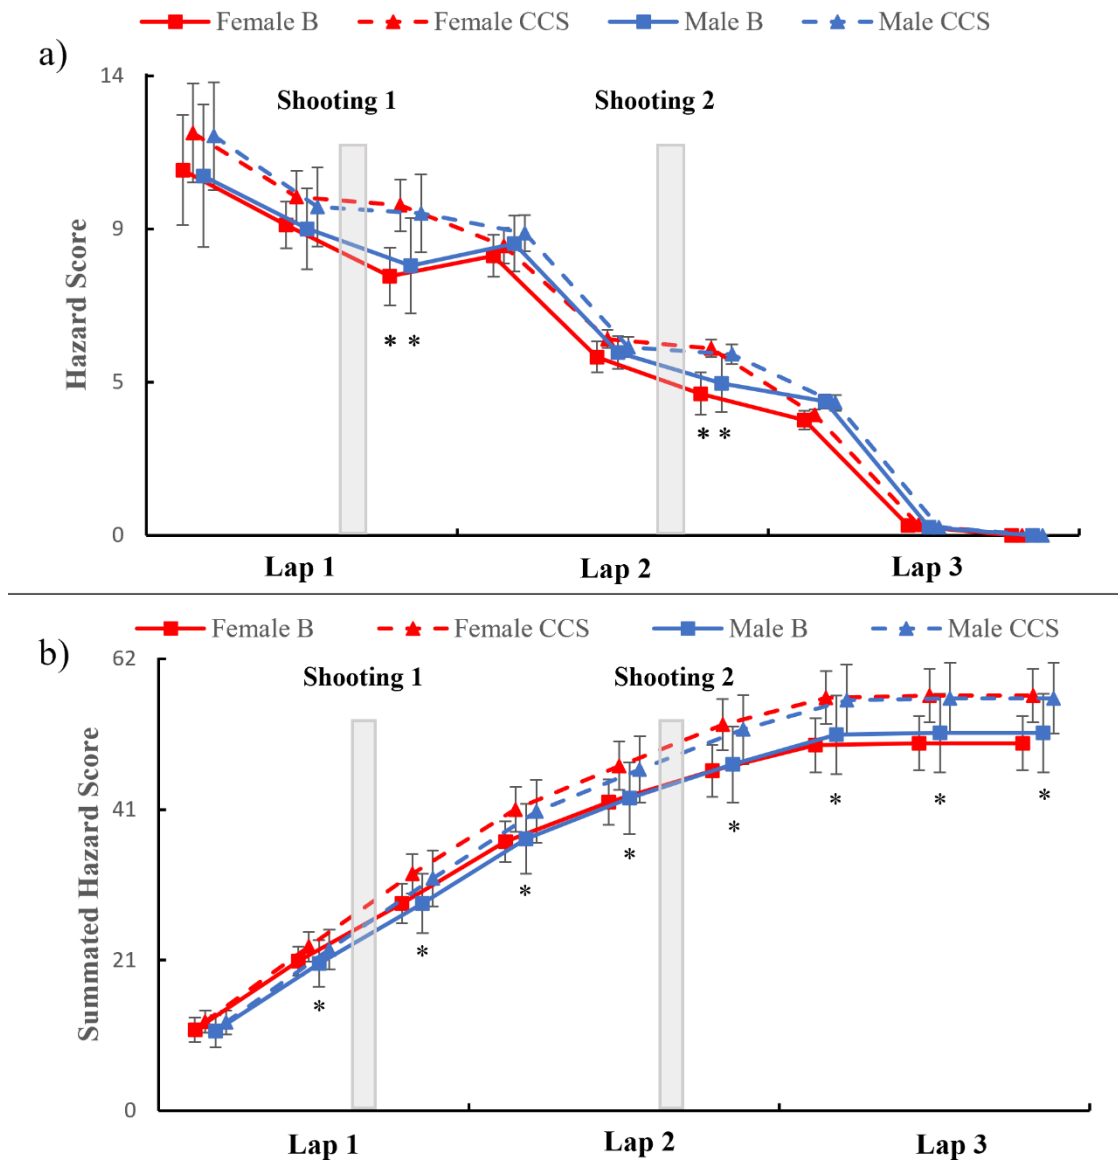 Female B Female CCS Male B Male CCS
a)
14
Shooting 1 Shooting 2
9
Hazard Score
5
0
Lap 1 Lap 2 Lap 3
* *
* *
Female B Female CCS Male B Male CCS
b)
62
Shooting 1 Shooting 2
41
Summated Hazard Score
21
0
* * * * * * * *
Lap 1 Lap 2 Lap 3